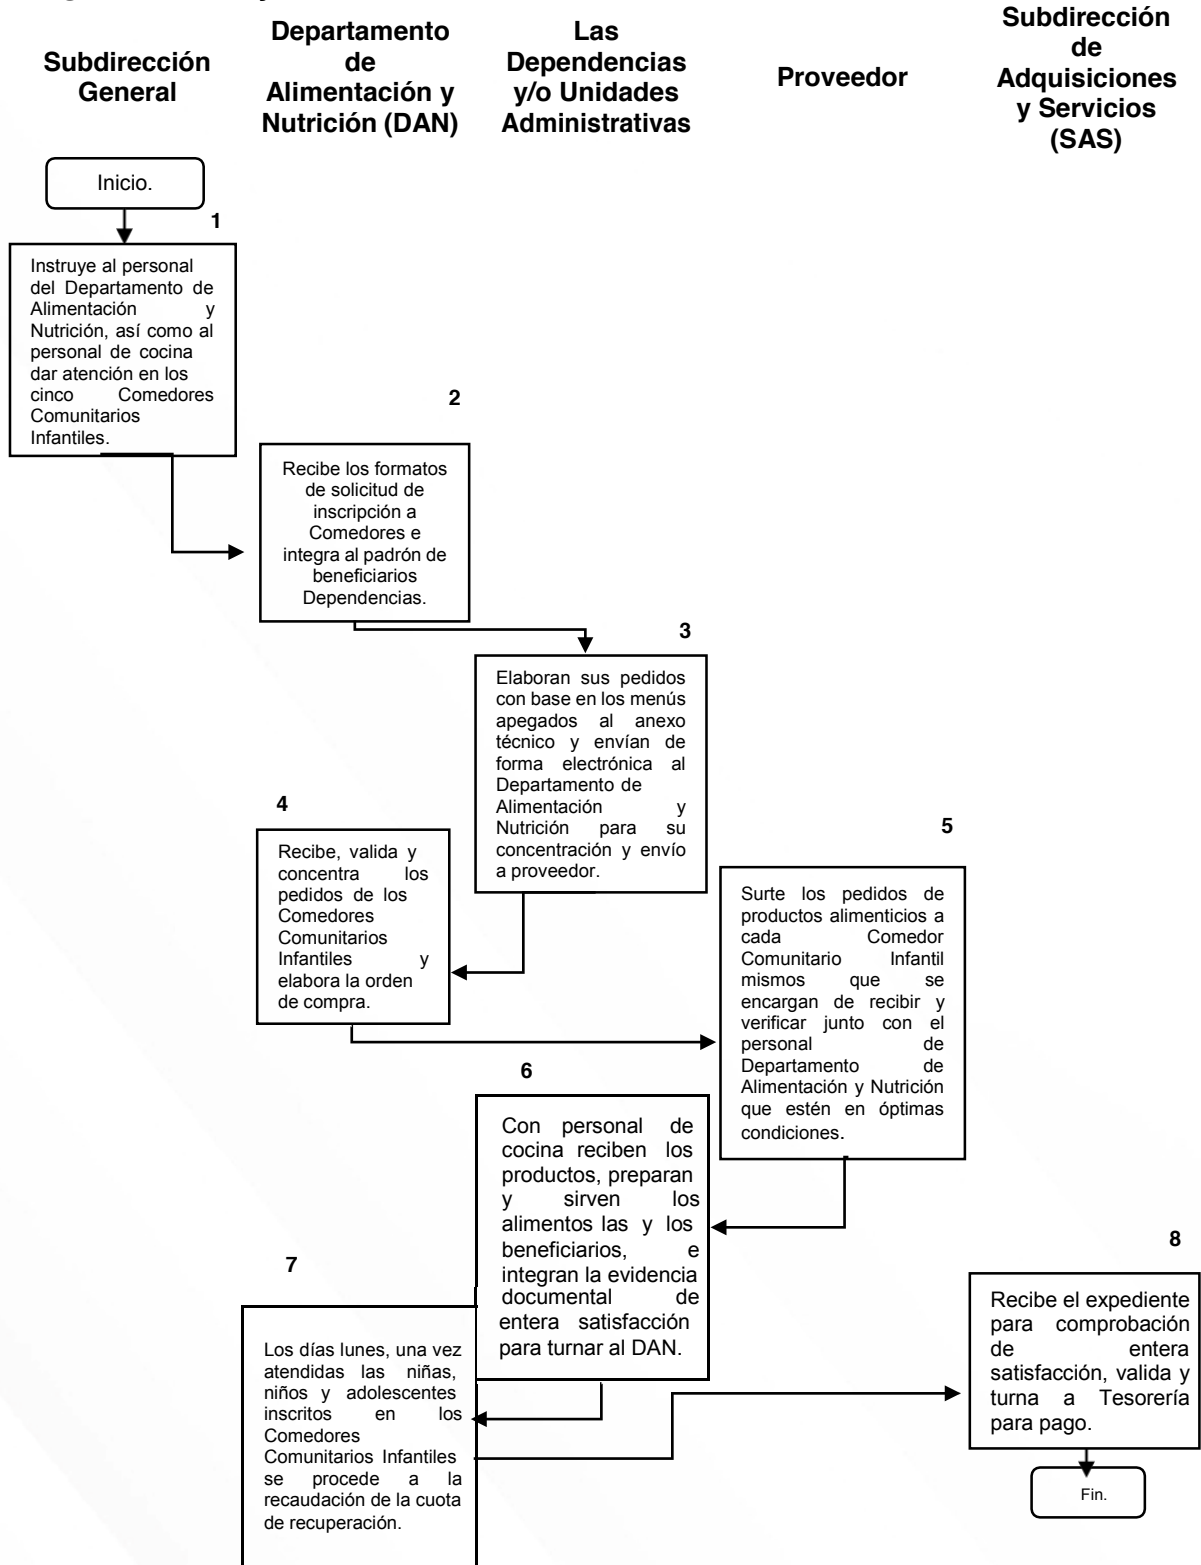 Subdirección
General
Departamento
de
Alimentación y
Nutrición (DAN)
Las
Dependencias
y/o Unidades
Administrativas
Proveedor
Subdirección
de
Adquisiciones
y Servicios
(SAS)
Inicio.
1
Instruye al personal
del Departamento de
Alimentación y
Nutrición, así como al
personal de cocina
dar atención en los
cinco Comedores
Comunitarios
Infantiles.
2
Recibe los formatos
de solicitud de
inscripción a
Comedores e
integra al padrón de
beneficiarios
Dependencias.
3
Elaboran sus pedidos
con base en los menús
apegados al anexo
técnico y envían de
forma electrónica al
Departamento de
Alimentación y
Nutrición para su
concentración y envío
a proveedor.
4
Recibe, valida y
concentra los
pedidos de los
Comedores
Comunitarios
Infantiles y
elabora la orden
de compra.
5
Surte los pedidos de
productos alimenticios a
cada Comedor
Comunitario Infantil
mismos que se
encargan de recibir y
verificar junto con el
personal de
Departamento de
Alimentación y Nutrición
que estén en óptimas
condiciones.
6
Con personal de
cocina reciben los
productos, preparan
y sirven los
alimentos las y los
beneficiarios, e
integran la evidencia
documental de
entera satisfacción
para turnar al DAN.
7
Los días lunes, una vez
atendidas las niñas,
niños y adolescentes
inscritos en los
Comedores
Comunitarios Infantiles
se procede a la
recaudación de la cuota
de recuperación.
8
Recibe el expediente
para comprobación
de entera
satisfacción, valida y
turna a Tesorería
para pago.
Fin.